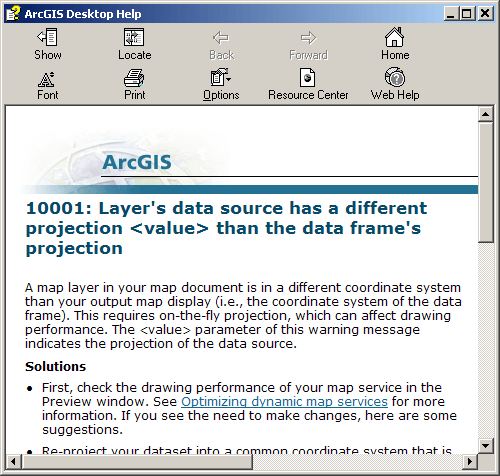 ArcGIS Desktop Help
Show Locate Back Forward Home
Font Print Options Resource Center Web Help
ArcGIS
10001: Layer's data source has a different
projection <value> than the data frame's
projection
A map layer in your map document is in a different coordinate system
than your output map display (i.e., the coordinate system of the data
frame). This requires on-the-fly projection, which can affect drawing
performance. The <value> parameter of this warning message
indicates the projection of the data source.
Solutions
• First, check the drawing performance of your map service in the
Preview window. See Optimizing dynamic map services for more
information. If you see the need to make changes, here are some
suggestions.
• Re-project your dataset into a common coordinate system that is